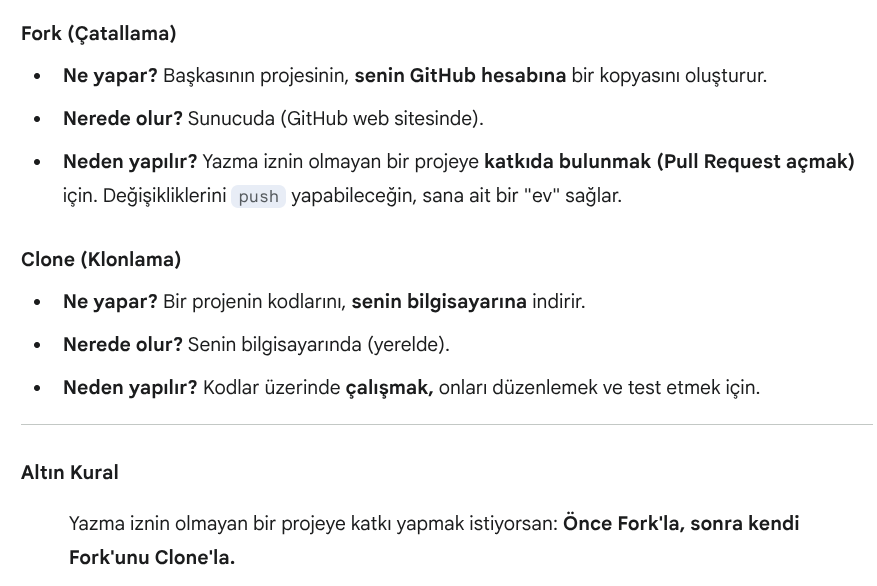 Fork (Çatallama)
• Ne yapar? Başkasının projesinin, senin GitHub hesabına bir kopyasını oluşturur.
• Nerede olur? Sunucuda (GitHub web sitesinde).
• Neden yapılır? Yazma iznin olmayan bir projeye katkıda bulunmak (Pull Request açmak)
için. Değişikliklerini push yapabileceğin, sana ait bir "ev" sağlar.
Clone (Klonlama)
• Ne yapar? Bir projenin kodlarını, senin bilgisayarına indirir.
• Nerede olur? Senin bilgisayarında (yerelde).
• Neden yapılır? Kodlar üzerinde çalışmak, onları düzenlemek ve test etmek için.
Altın Kural
Yazma iznin olmayan bir projeye katkı yapmak istiyorsan: Önce Fork'la, sonra kendi
Fork'unu Clone'la.